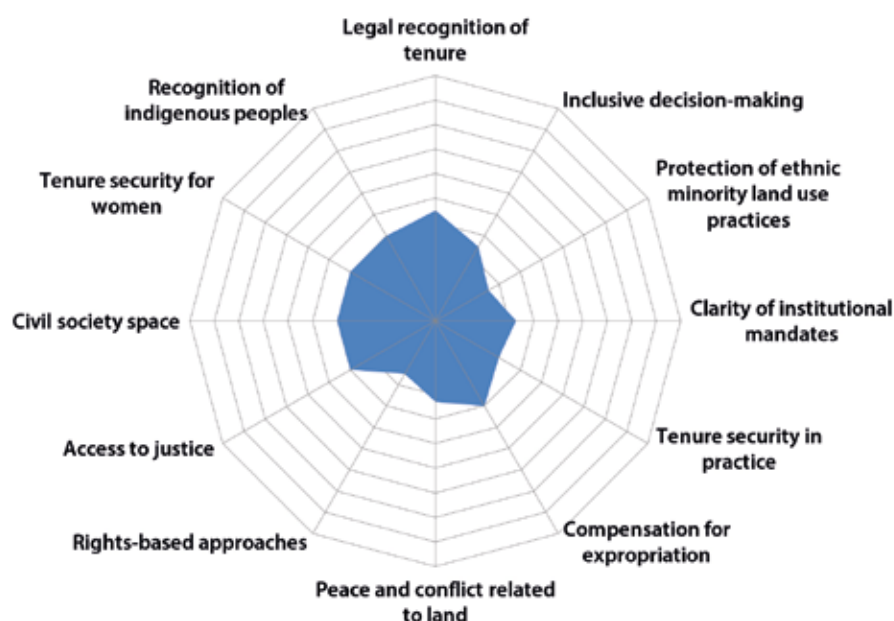 Legal recognition of
tenure
Inclusive decision-making
Protection of ethnic
minority land use
practices
Clarity of institutional
mandates
Tenure security in
practice
Compensation for
expropriation
Peace and conflict related
to land
Rights-based approaches
Access to justice
Civil society space
Tenure security for
women
Recognition of
indigenous peoples